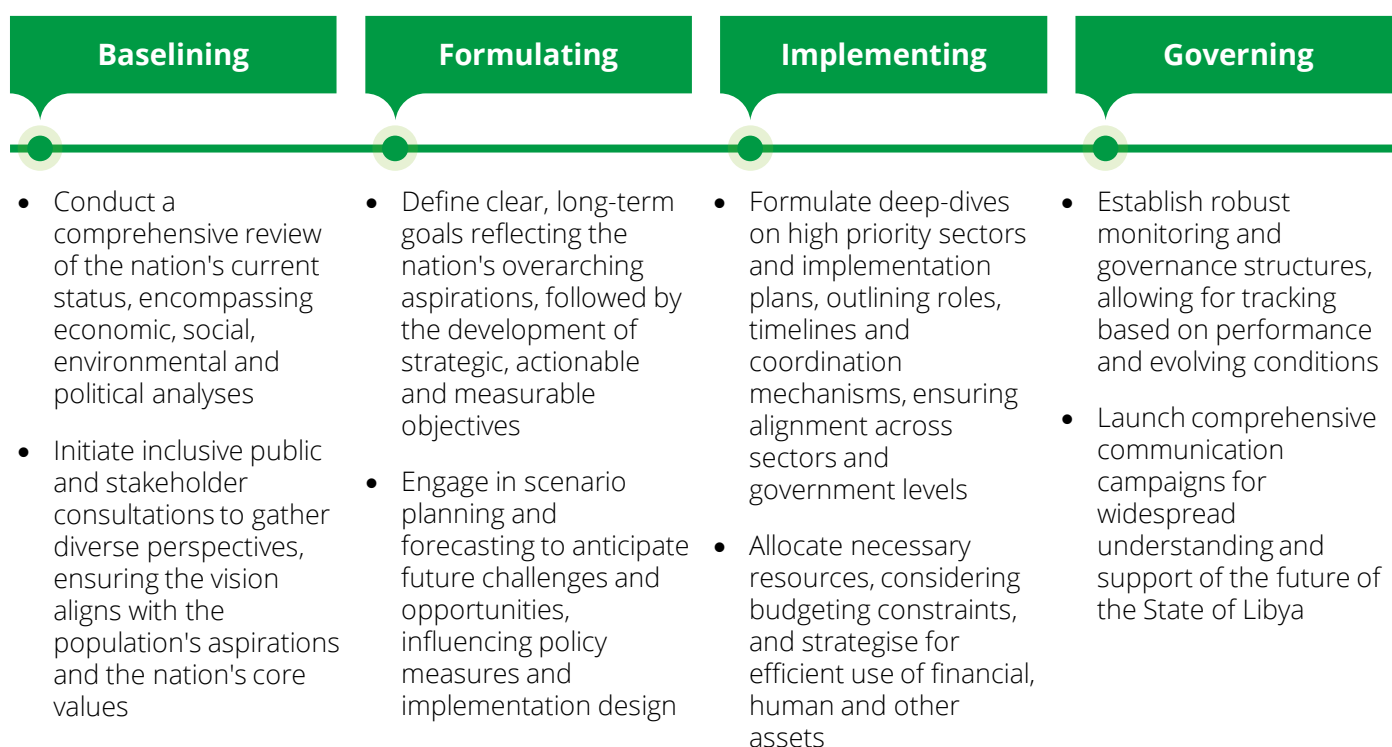 Baselining
• Conduct a
comprehensive review
of the nation's current
status, encompassing
economic, social,
environmental and
political analyses
• Initiate inclusive public
and stakeholder
consultations to gather
diverse perspectives,
ensuring the vision
aligns with the
population's aspirations
and the nation's core
values
Formulating
• Define clear, long-term
goals reflecting the
nation's overarching
aspirations, followed by
the development of
strategic, actionable
and measurable
objectives
• Engage in scenario
planning and
forecasting to anticipate
future challenges and
opportunities,
influencing policy
measures and
implementation design
Implementing
• Formulate deep-dives
on high priority sectors
and implementation
plans, outlining roles,
timelines and
coordination
mechanisms, ensuring
alignment across
sectors and
government levels
• Allocate necessary
resources, considering
budgeting constraints,
and strategise for
efficient use of financial,
human and other
assets
Governing
• Establish robust
monitoring and
governance structures,
allowing for tracking
based on performance
and evolving conditions
• Launch comprehensive
communication
campaigns for
widespread
understanding and
support of the future of
the State of Libya